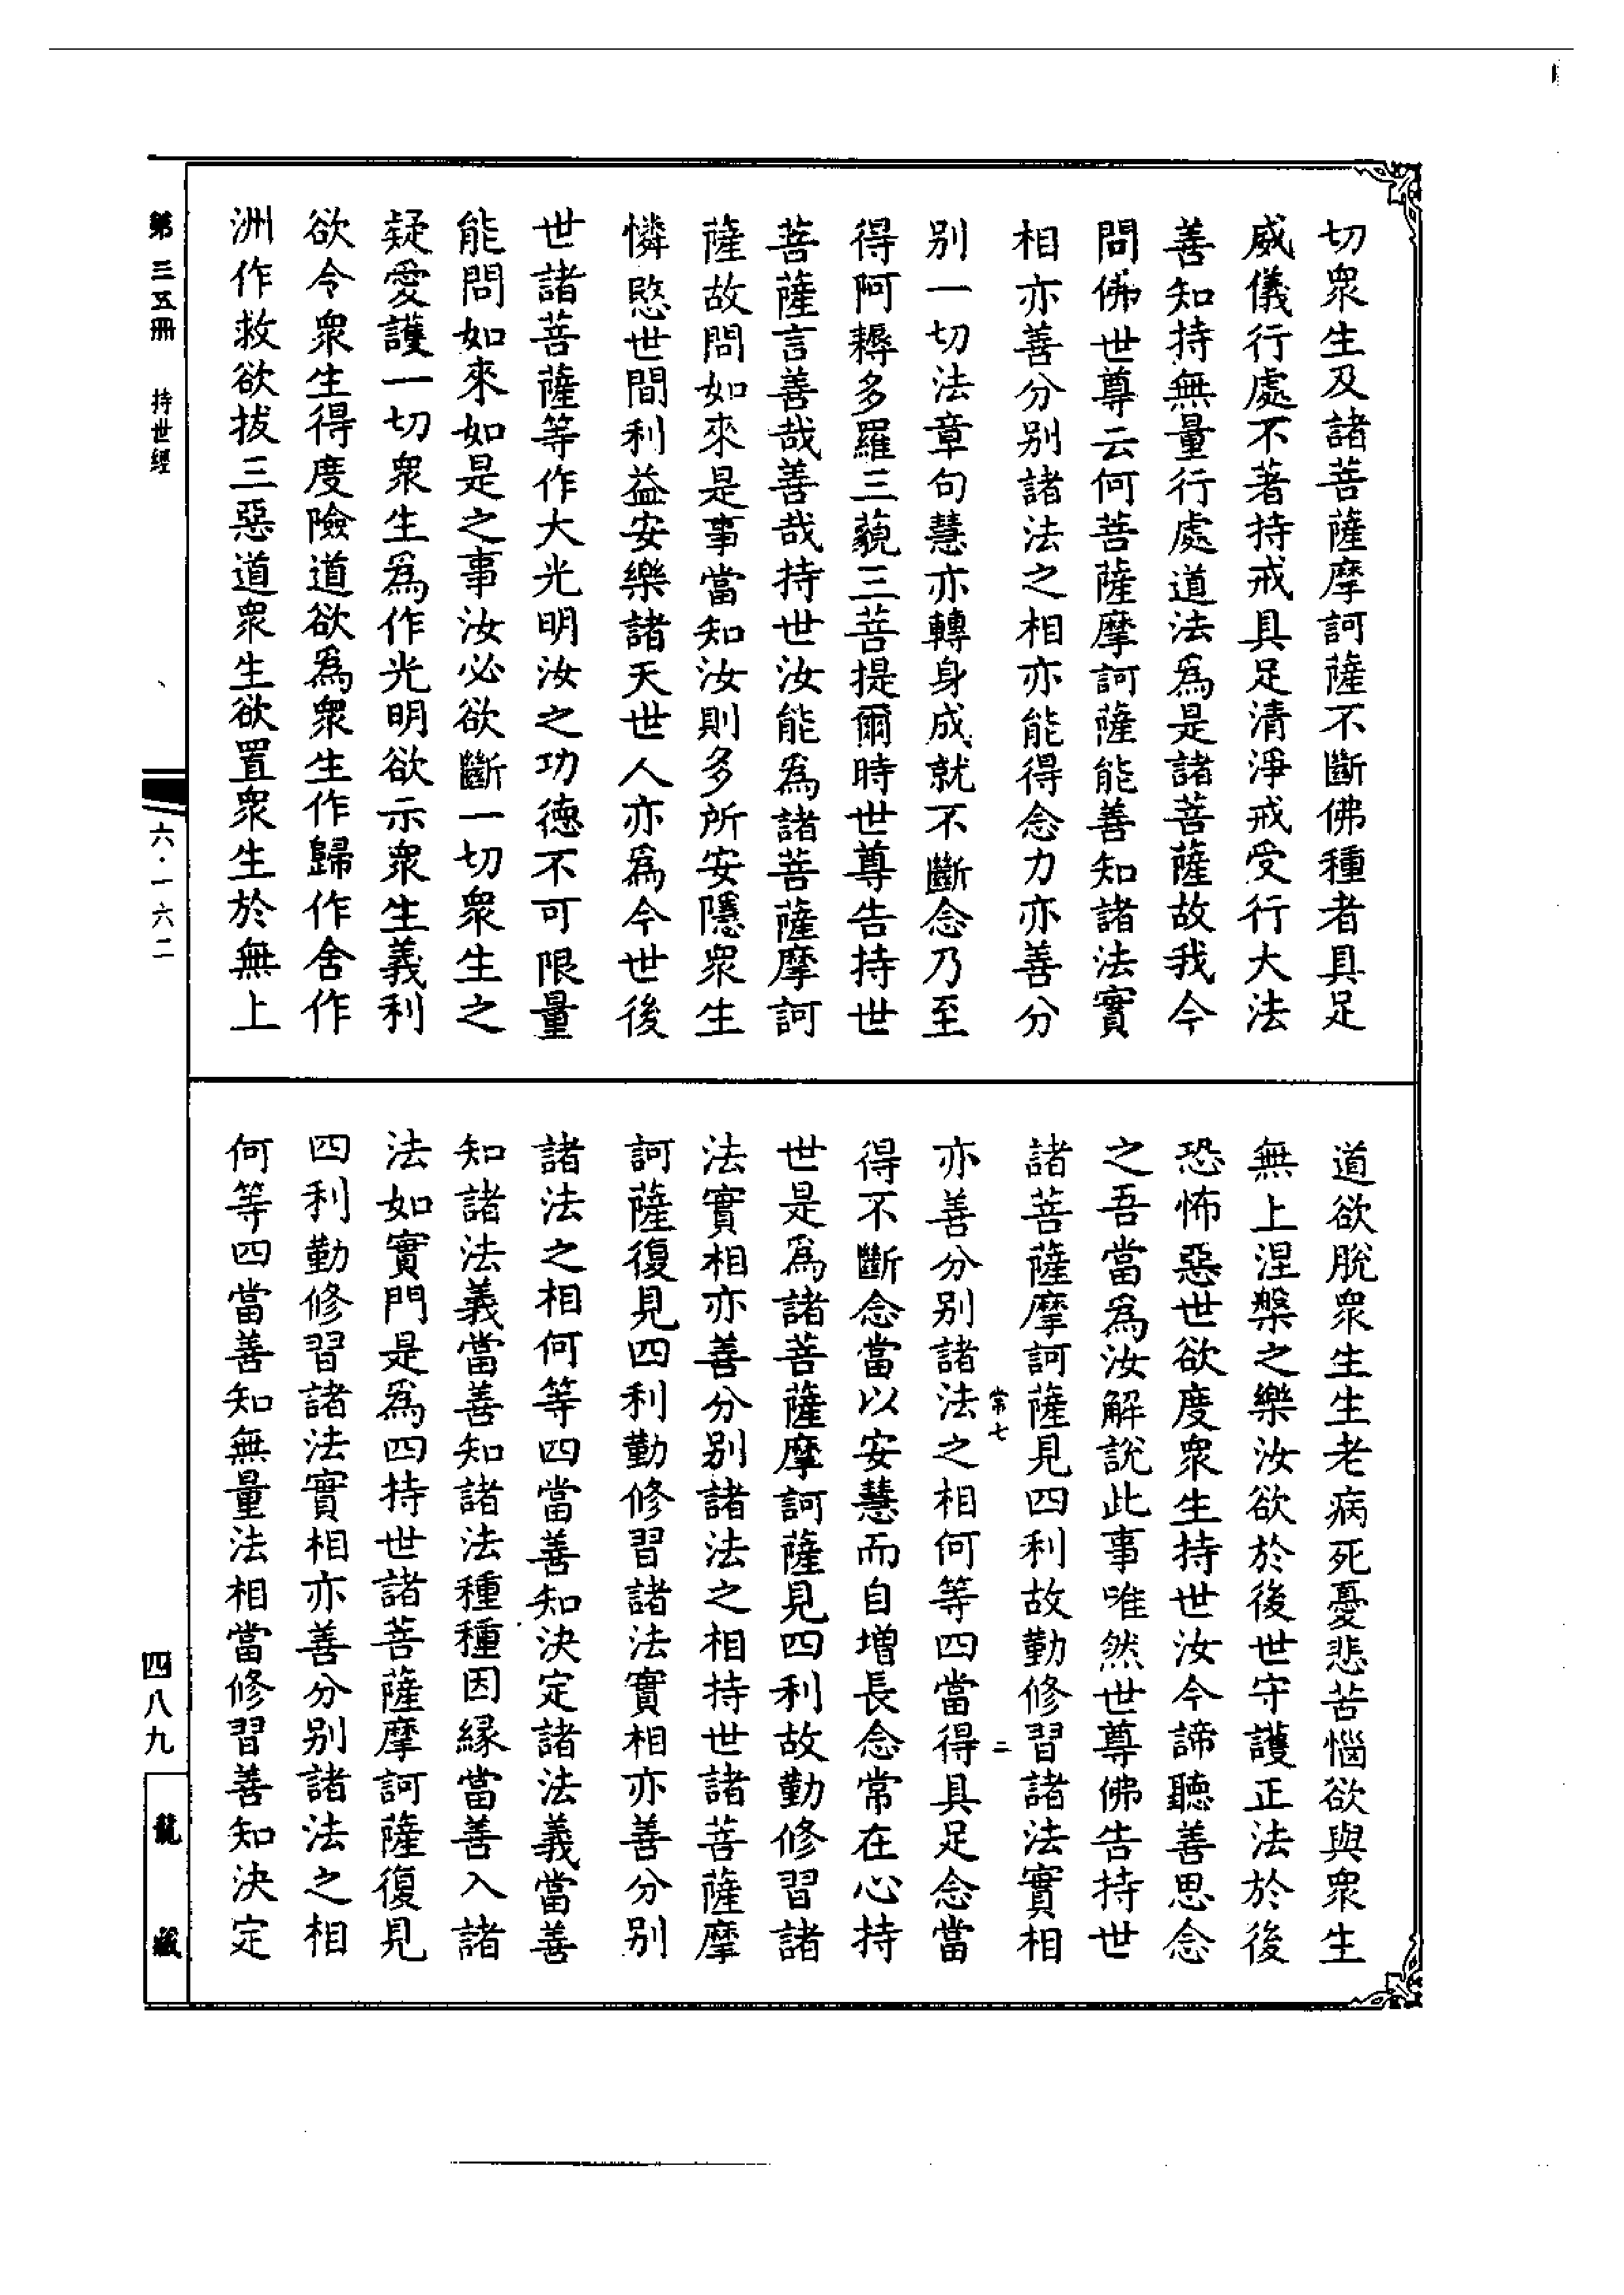 切衆生及諸菩薩摩訶薩不斷佛種者具足
威儀行處不著持戒具足清淨戒受行大法
善知持無量行處道法爲是諸菩薩故我今
問佛世尊云何菩薩摩訶薩能善知諸法實
相亦善分別諸法之相亦能得念力亦善分
別一切法章句慧亦轉身成就不斷念乃至
得阿耨多羅三藐三菩提爾時世尊告持世
菩薩言善哉善哉持世汝能爲諸菩薩摩訶
薩故問如來是事當知汝則多所安隱衆生
憐愍世間利益安樂諸天世人亦爲今世後
世諸菩薩等作大光明汝之功德不可限量
能問如來如是之事汝必欲斷一切衆生之
疑愛護一切衆生爲作光明欲示衆生義利
欲令衆生得度險道欲爲衆生作歸作舍作
洲作救欲拔三惡道衆生欲置衆生於無上
道欲脫衆生生老病死憂悲苦惱欲與衆生
無上涅槃之樂汝欲於後世守護正法於後
恐怖惡世欲度衆生持世汝今諦聽善思念
之吾當爲汝解說此事唯然世尊佛告持世
諸菩薩摩訶薩見四利故勤修習諸法實相
常七 二
亦善分別諸法之相何等四當得具足念當
得不斷念當以安慧而自增長念常在心持
世是爲諸菩薩摩訶薩見四利故勤修習諸
法實相亦善分別諸法之相持世諸菩薩摩
訶薩復見四利勤修習諸法實相亦善分別
諸法之相何等四當善知決定諸法義當善
知諸法義當善知諸法種種因緣當善入諸
法如實門是爲四持世諸菩薩摩訶薩復見
四利勤修習諸法實相亦善分別諸法之相
何等四當善知無量法相當修習善知決定
第三五冊 持世經 六·一六二 四八九 龍藏